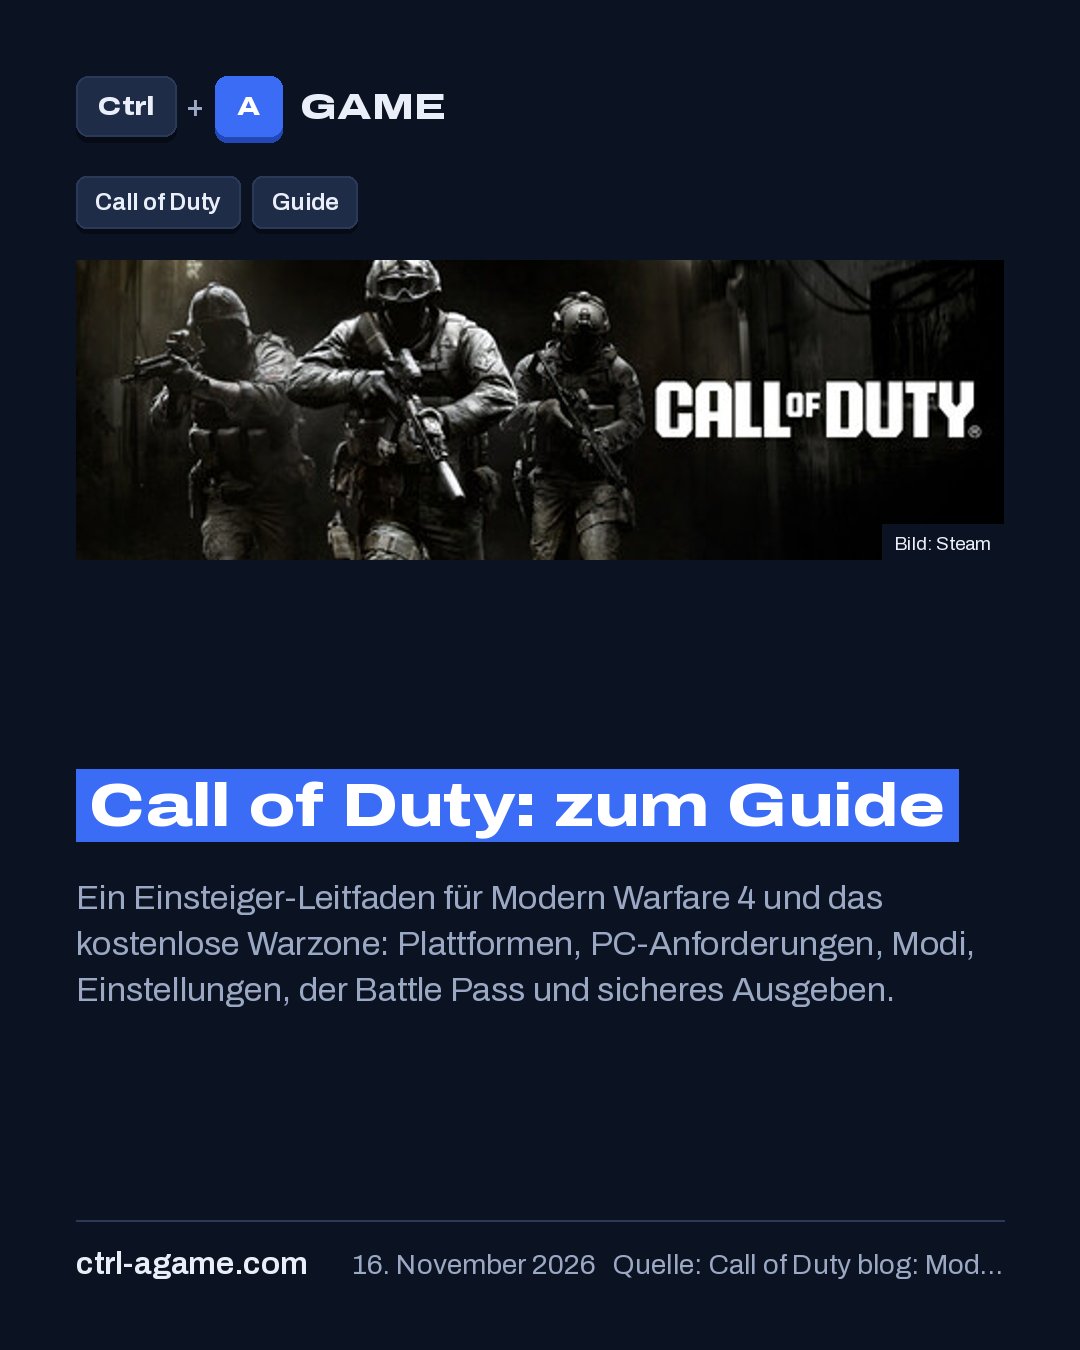 Ctrl + A GAME
Call of Duty Guide
CALL OF DUTY®
Bild: Steam
Call of Duty: zum Guide
Ein Einsteiger-Leitfaden für Modern Warfare 4 und das
kostenlose Warzone: Plattformen, PC-Anforderungen, Modi,
Einstellungen, der Battle Pass und sicheres Ausgeben.
ctrl-agame.com 16. November 2026 Quelle: Call of Duty blog: Mod...